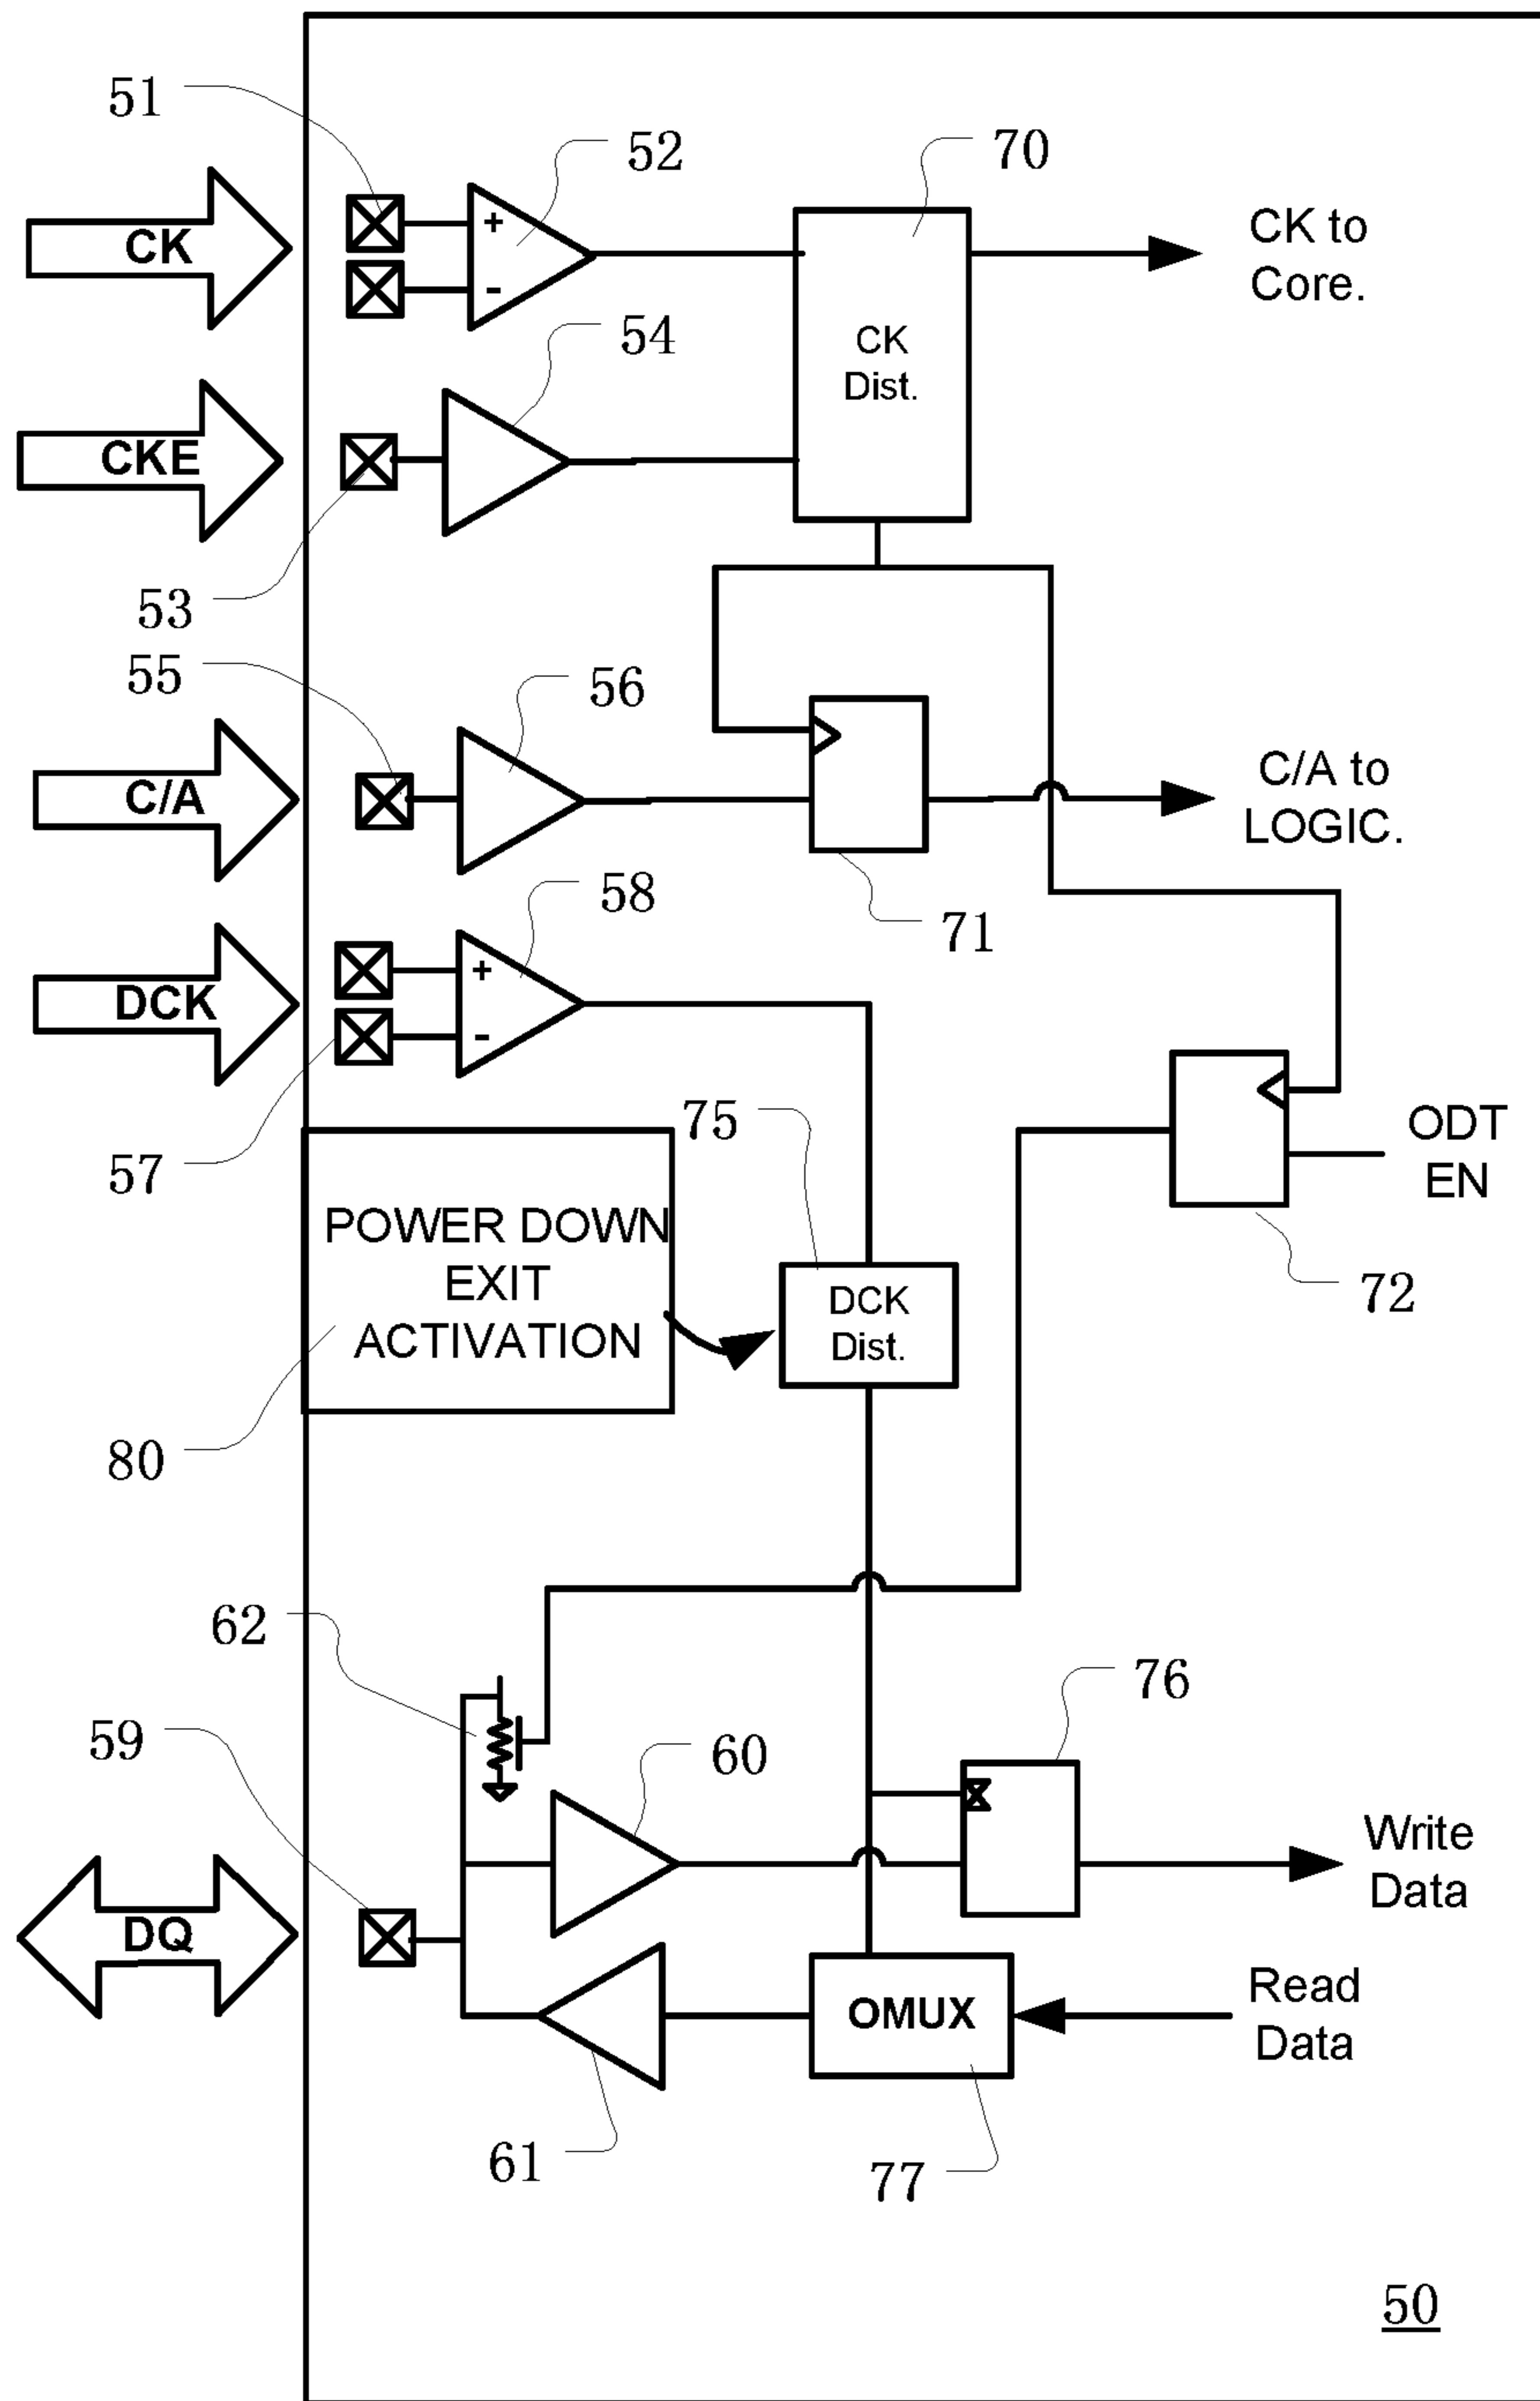 51
52
70
CK
+
-
CK to
Core.
54
CK
Dist.
CKE
53
55
56
C/A
C/A to
LOGIC.
58
71
DCK
+
-
57
75
ODT
EN
POWER DOWN
EXIT
ACTIVATION
DCK
Dist.
72
80
62
76
59
60
Write
Data
DQ
OMUX
Read
Data
61
77
50